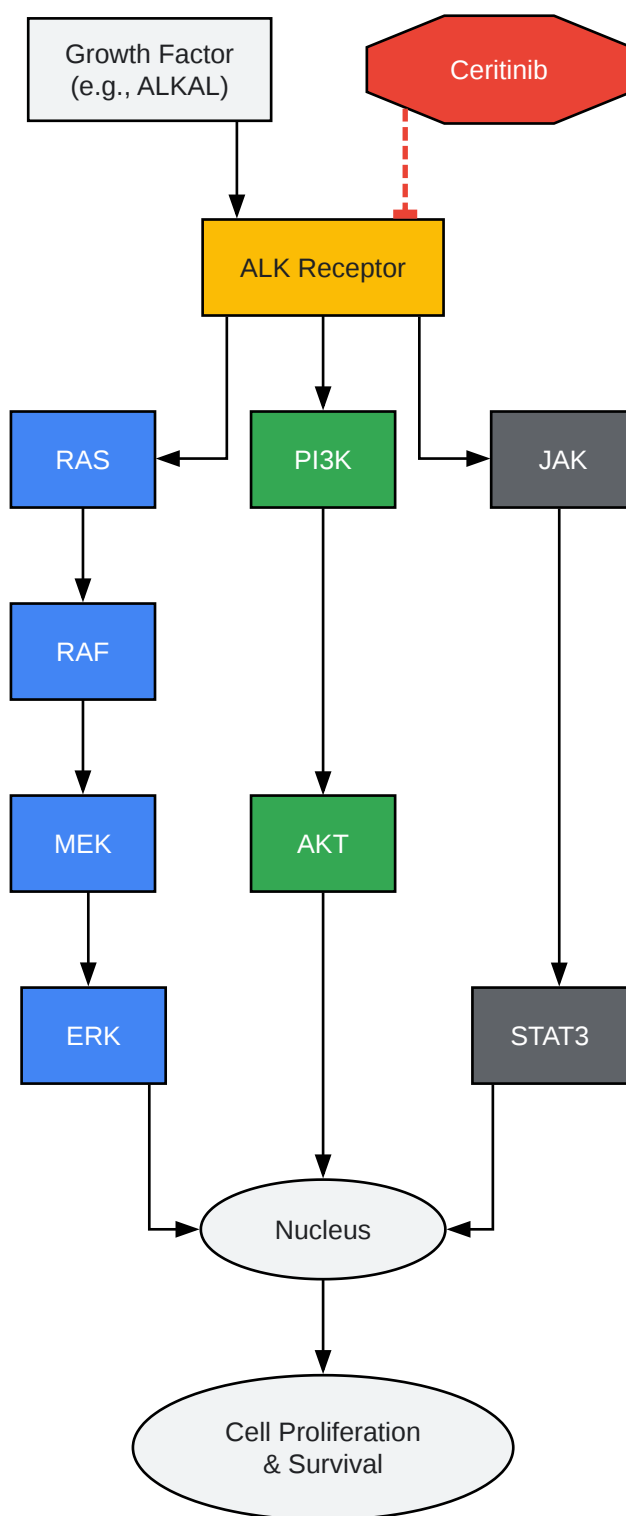 Growth Factor
(e.g., ALKAL)
Ceritinib
ALK Receptor
RAS
PI3K
JAK
RAF
MEK
AKT
ERK
STAT3
Nucleus
Cell Proliferation
& Survival